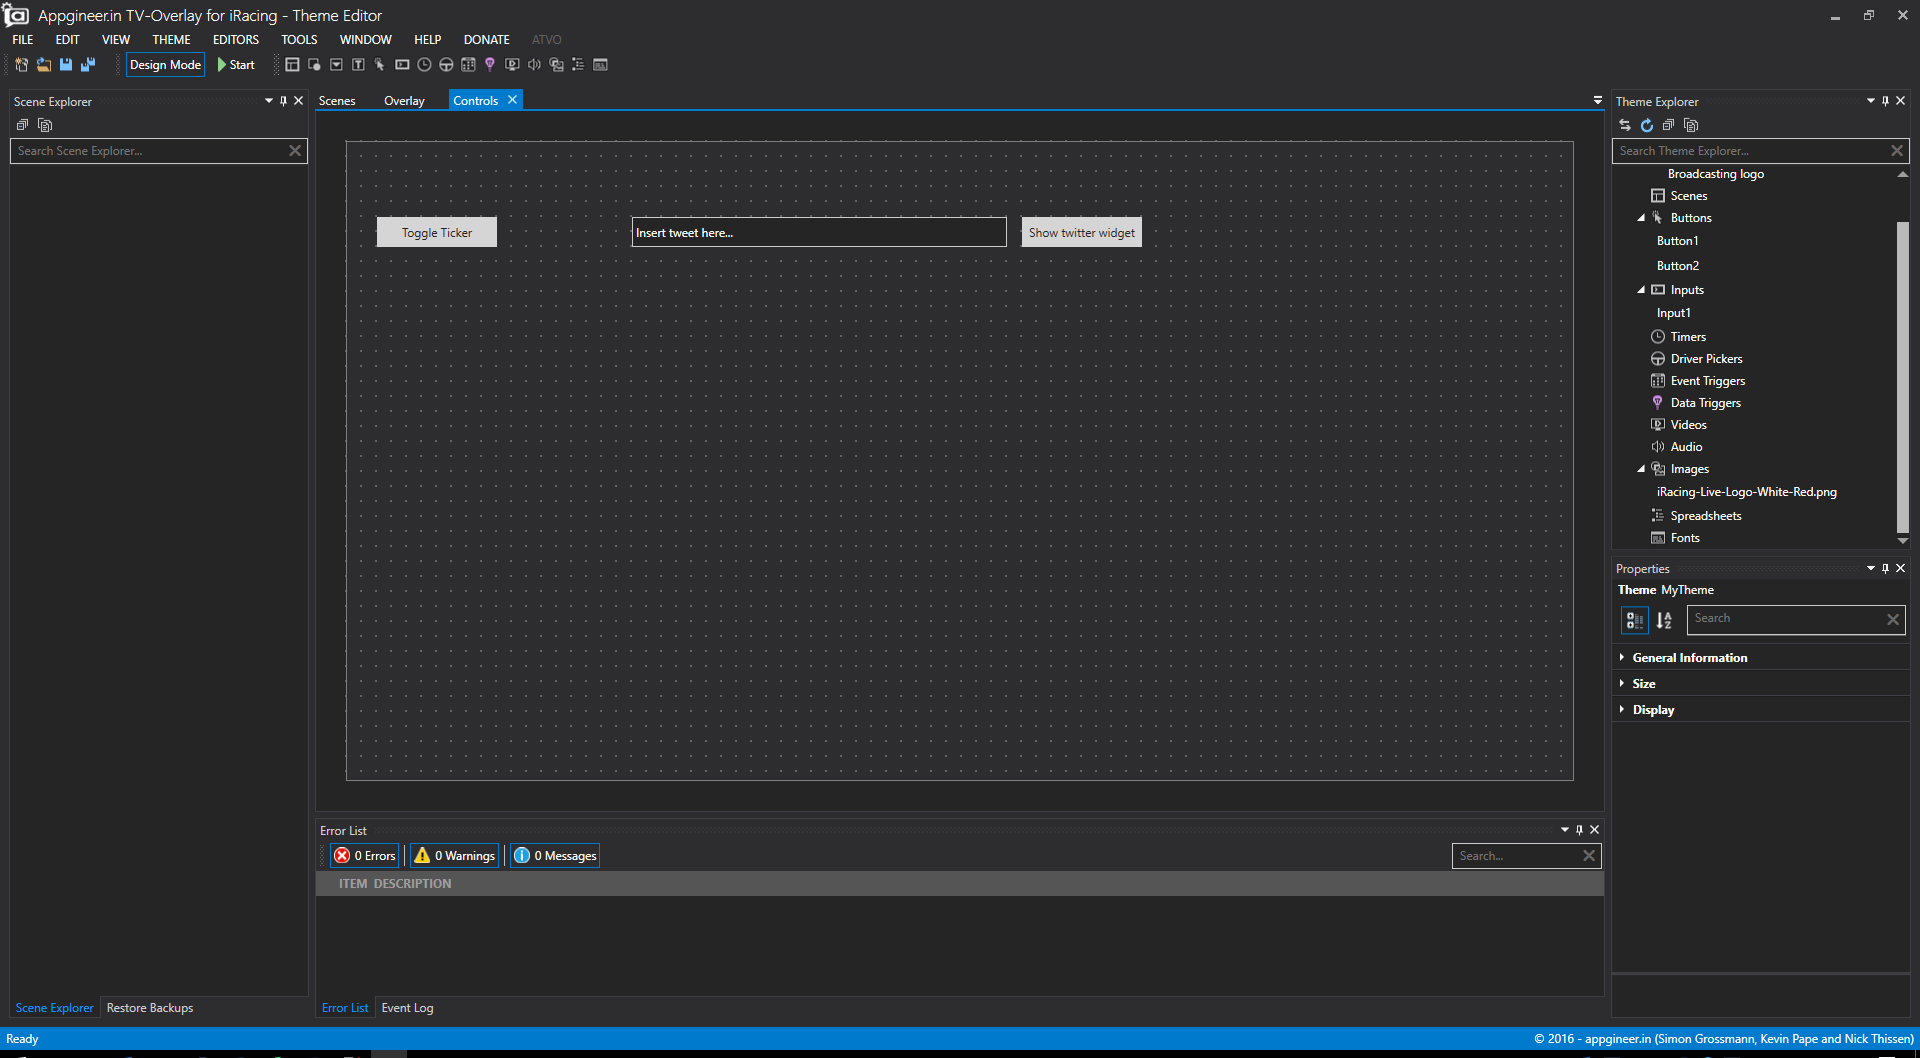 Appgineer.in TV-Overlay for iRacing - Theme Editor
FILE EDIT VIEW THEME EDITORS TOOLS WINDOW HELP DONATE ATVO
Design Mode Start
Scene Explorer
Search Scene Explorer...
Scenes Overlay Controls
Toggle Ticker
Insert tweet here...
Show twitter widget
Theme Explorer
Search Theme Explorer...
Broadcasting logo
Scenes
Buttons
Button1
Button2
Inputs
Input1
Timers
Driver Pickers
Event Triggers
Data Triggers
Videos
Audio
Images
iRacing-Live-Logo-White-Red.png
Spreadsheets
Fonts
Properties
Theme MyTheme
Search
General Information
Size
Display
Error List
0 Errors 0 Warnings 0 Messages
Search...
ITEM DESCRIPTION
Scene Explorer Restore Backups
Error List Event Log
Ready
© 2016 - appgineer.in (Simon Grossmann, Kevin Pape and Nick Thissen)